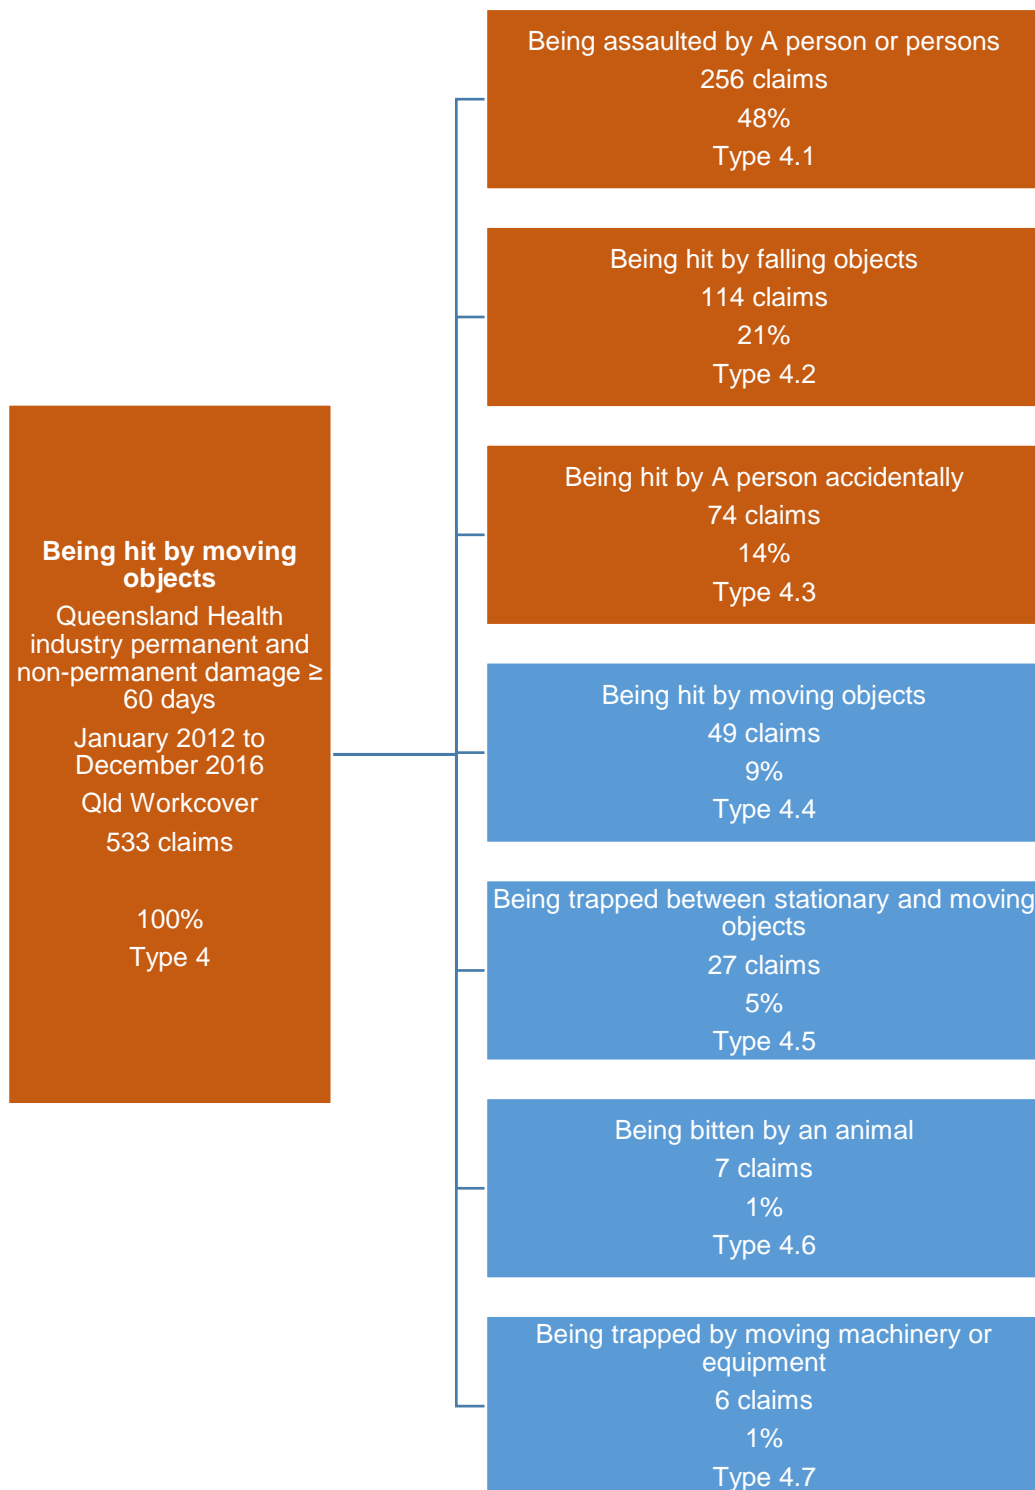 Being assaulted by A person or persons
256 claims
48%
Type 4.1
Being hit by falling objects
114 claims
21%
Type 4.2
Being hit by A person accidentally
74 claims
14%
Type 4.3
Being hit by moving
objects
Queensland Health
industry permanent and
non-permanent damage ≥
60 days
January 2012 to
December 2016
Qld Workcover
533 claims
100%
Type 4
Being hit by moving objects
49 claims
9%
Type 4.4
Being trapped between stationary and moving
objects
27 claims
5%
Type 4.5
Being bitten by an animal
7 claims
1%
Type 4.6
Being trapped by moving machinery or
equipment
6 claims
1%
Type 4.7